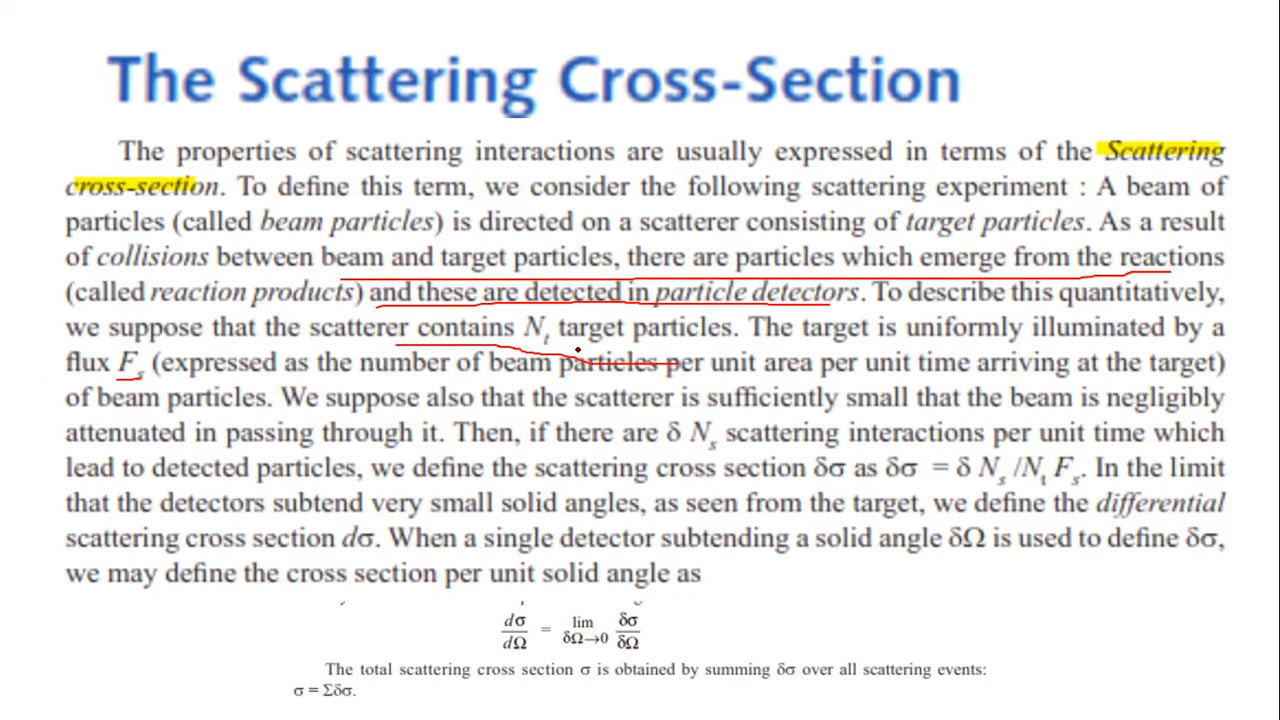 The Scattering Cross-Section
The properties of scattering interactions are usually expressed in terms of the Scattering
cross-section. To define this term, we consider the following scattering experiment : A beam of
particles (called beam particles) is directed on a scatterer consisting of target particles. As a result
of collisions between beam and target particles, there are particles which emerge from the reactions
(called reaction products) and these are detected in particle detectors. To describe this quantitatively,
we suppose that the scatterer contains Nₜ target particles. The target is uniformly illuminated by a
flux Fₛ (expressed as the number of beam particles per unit area per unit time arriving at the target)
of beam particles. We suppose also that the scatterer is sufficiently small that the beam is negligibly
attenuated in passing through it. Then, if there are δ Nₛ scattering interactions per unit time which
lead to detected particles, we define the scattering cross section δσ as δσ = δ Nₛ /Nₜ Fₛ. In the limit
that the detectors subtend very small solid angles, as seen from the target, we define the differential
scattering cross section dσ. When a single detector subtending a solid angle δΩ is used to define δσ,
we may define the cross section per unit solid angle as
dσ/dΩ = lim δΩ→0 δσ/δΩ
The total scattering cross section σ is obtained by summing δσ over all scattering events:
σ = Σδσ.